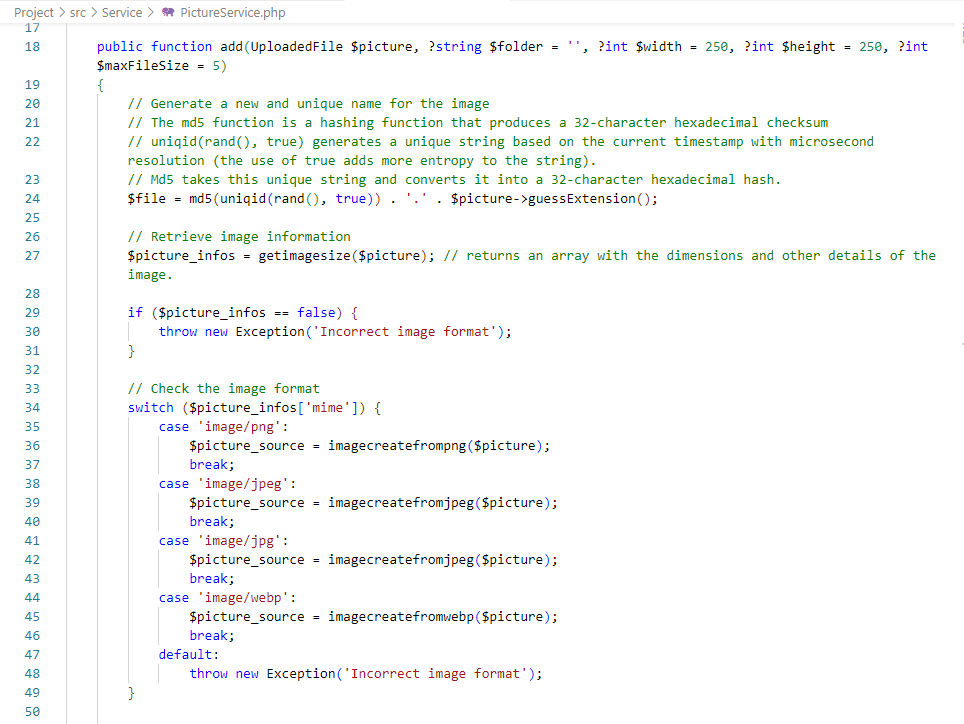 Project > src > Service > PictureService.php
17
18 public function add(UploadedFile $picture, ?string $folder = '', ?int $width = 250, ?int $height = 250, ?int
$maxFileSize = 5)
19 {
20 // Generate a new and unique name for the image
21 // The md5 function is a hashing function that produces a 32-character hexadecimal checksum
22 // uniqid(rand(), true) generates a unique string based on the current timestamp with microsecond
resolution (the use of true adds more entropy to the string).
23 // Md5 takes this unique string and converts it into a 32-character hexadecimal hash.
24 $file = md5(uniqid(rand(), true)) . '.' . $picture->guessExtension();
25
26 // Retrieve image information
27 $picture_infos = getimagesize($picture); // returns an array with the dimensions and other details of the
image.
28
29 if ($picture_infos == false) {
30 throw new Exception('Incorrect image format');
31 }
32
33 // Check the image format
34 switch ($picture_infos['mime']) {
35 case 'image/png':
36 $picture_source = imagecreatefrompng($picture);
37 break;
38 case 'image/jpeg':
39 $picture_source = imagecreatefromjpeg($picture);
40 break;
41 case 'image/jpg':
42 $picture_source = imagecreatefromjpeg($picture);
43 break;
44 case 'image/webp':
45 $picture_source = imagecreatefromwebp($picture);
46 break;
47 default:
48 throw new Exception('Incorrect image format');
49 }
50